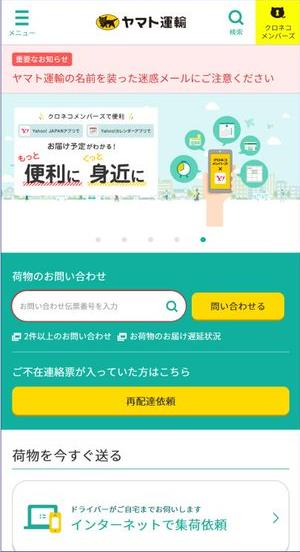 メニュー
ヤマト運輸
検索
クロネコ
メンバーズ
重要なお知らせ
ヤマト運輸の名前を装った迷惑メールにご注意ください
クロネコメンバーズで便利
Yahoo! JAPANアプリで
Yahoo!カレンダーアプリで
お届け予定がわかる!
もっと ぐっと
便利に 身近に
クロネコ
メンバーズ
×
Y!
荷物のお問い合わせ
お問い合わせ伝票番号を入力
問い合わせる
2件以上のお問い合わせ
お荷物のお届け遅延状況
ご不在連絡票が入っていた方はこちら
再配達依頼
荷物を今すぐ送る
ドライバーがご自宅までお伺いします
インターネットで集荷依頼